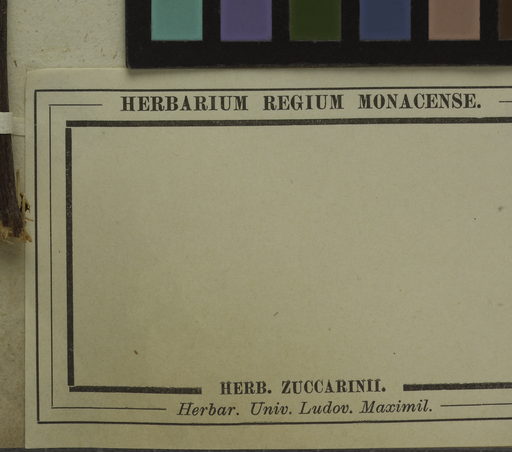 HERBARIUM REGIUM MONACENSE.
HERB. ZUCCARINII.
Herbar. Univ. Ludov. Maximil.